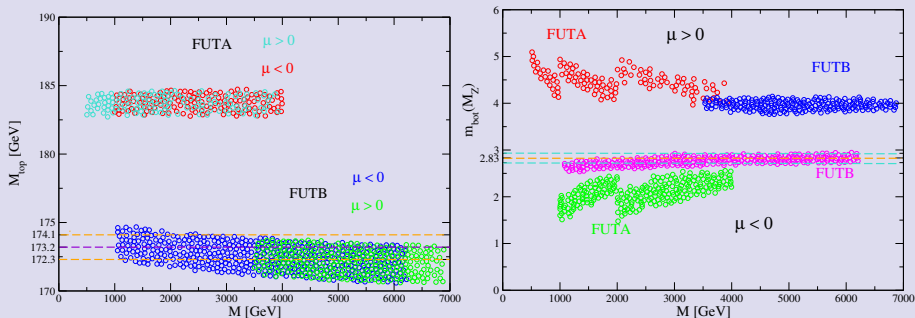 190
185
180
175
174.1
173.2
172.3
170
M_top [GeV]
FUTA
μ > 0
μ < 0
FUTB
μ < 0
μ > 0
0 1000 2000 3000 4000 5000 6000 7000
M [GeV]
6
5
4
3
2.83
2
1
0
m_bot(M_Z)
FUTA
μ > 0
FUTB
FUTB
FUTA
μ < 0
0 1000 2000 3000 4000 5000 6000 7000
M [GeV]